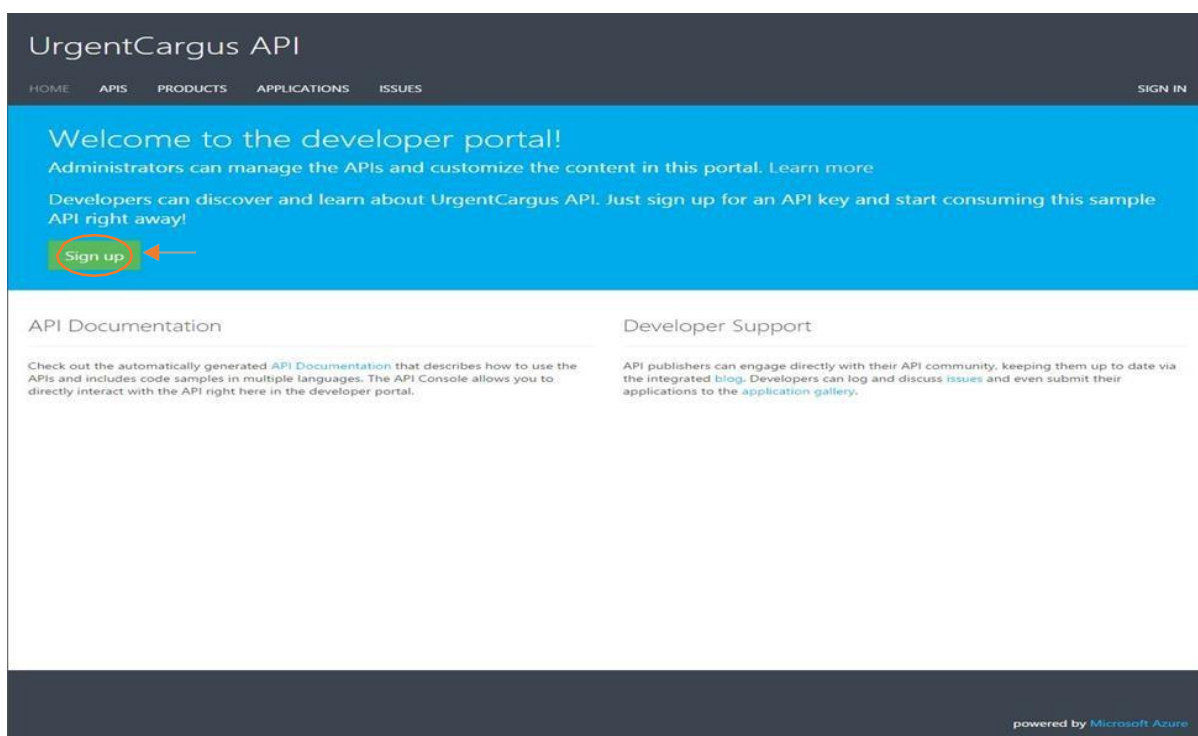 UrgentCargus API
HOME APIS PRODUCTS APPLICATIONS ISSUES SIGN IN
Welcome to the developer portal!
Administrators can manage the APIs and customize the content in this portal. Learn more
Developers can discover and learn about UrgentCargus API. Just sign up for an API key and start consuming this sample
API right away!
Sign up
API Documentation
Check out the automatically generated API Documentation that describes how to use the
APIs and includes code samples in multiple languages. The API Console allows you to
directly interact with the API right here in the developer portal.
Developer Support
API publishers can engage directly with their API community, keeping them up to date via
the integrated blog. Developers can log and discuss issues and even submit their
applications to the application gallery.
powered by Microsoft Azure